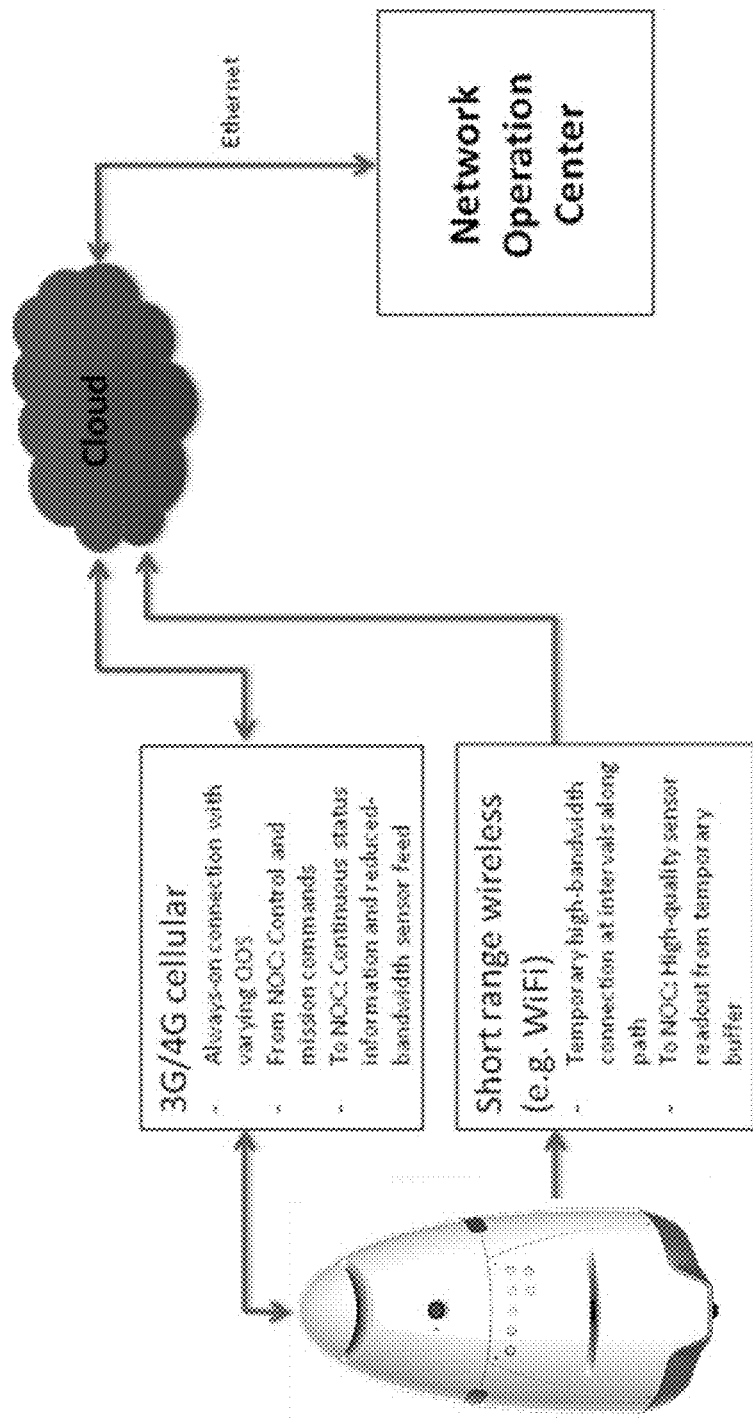 3G/4G cellular
- Always-on connection with
varying QOS
- From NOC: Control and
mission commands
- To NOC: Continuous status
information and reduced-
bandwidth sensor feed
Short range wireless
(e.g. WiFi)
- Temporary high-bandwidth
connection at intervals along
path
- To NOC: High-quality sensor
readout from temporary
buffer
Cloud
Ethernet
Network
Operation
Center